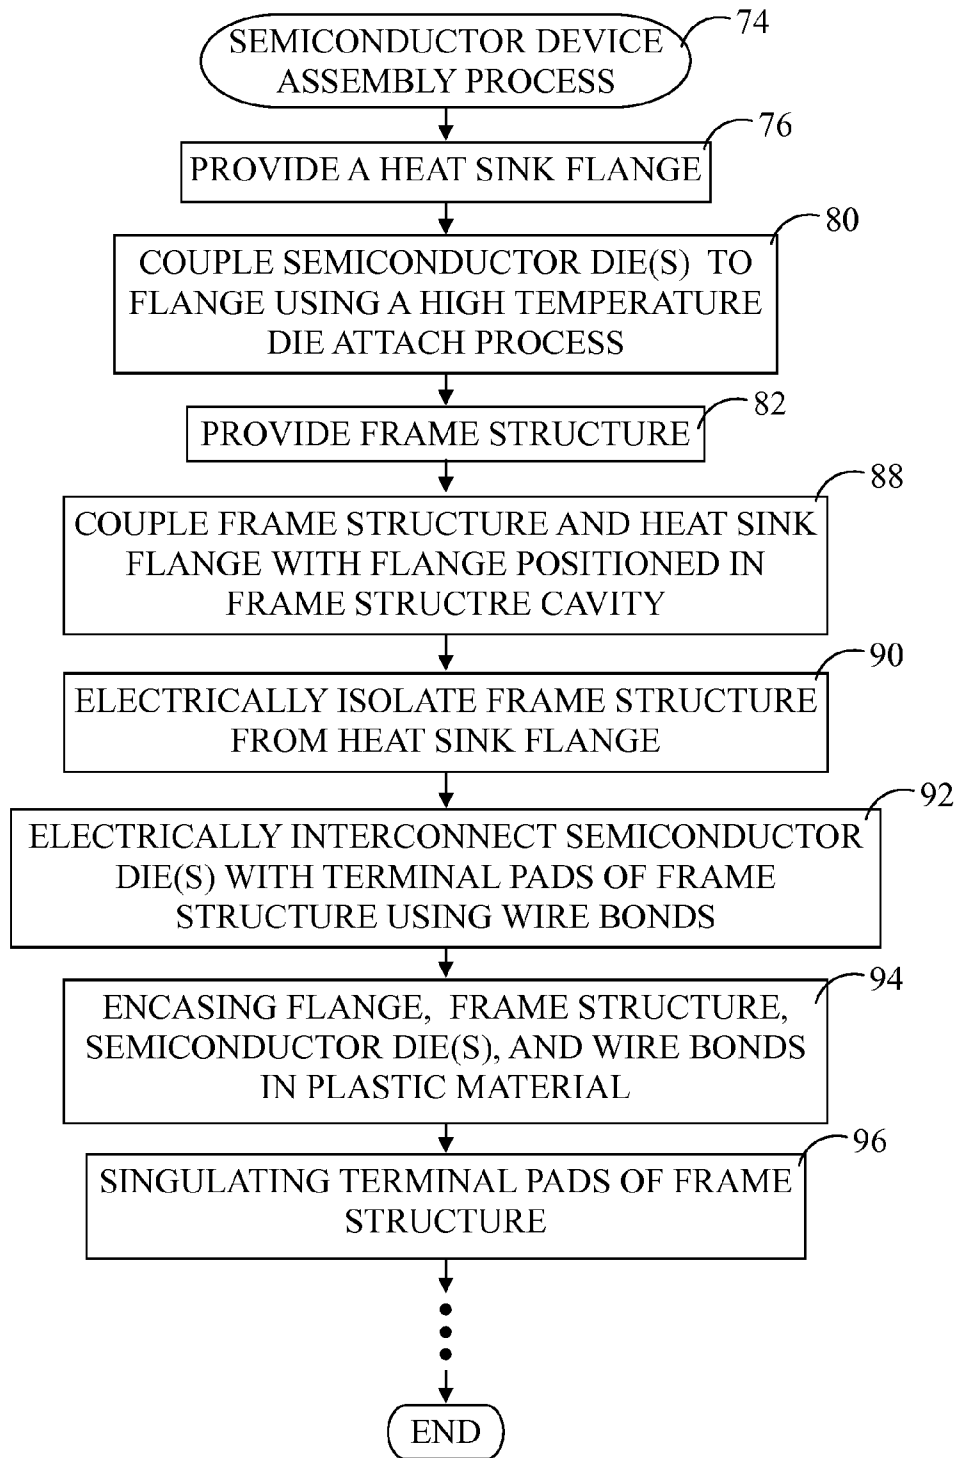 SEMICONDUCTOR DEVICE
ASSEMBLY PROCESS
74
PROVIDE A HEAT SINK FLANGE
76
COUPLE SEMICONDUCTOR DIE(S) TO
FLANGE USING A HIGH TEMPERATURE
DIE ATTACH PROCESS
80
PROVIDE FRAME STRUCTURE
82
COUPLE FRAME STRUCTURE AND HEAT SINK
FLANGE WITH FLANGE POSITIONED IN
FRAME STRUCTRE CAVITY
88
ELECTRICALLY ISOLATE FRAME STRUCTURE
FROM HEAT SINK FLANGE
90
ELECTRICALLY INTERCONNECT SEMICONDUCTOR
DIE(S) WITH TERMINAL PADS OF FRAME
STRUCTURE USING WIRE BONDS
92
ENCASING FLANGE, FRAME STRUCTURE,
SEMICONDUCTOR DIE(S), AND WIRE BONDS
IN PLASTIC MATERIAL
94
SINGULATING TERMINAL PADS OF FRAME
STRUCTURE
96
END